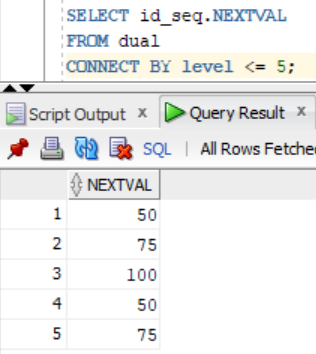 SELECT id_seq.NEXTVAL
FROM dual
CONNECT BY level <= 5;
Script Output x Query Result x
SQL | All Rows Fetche
NEXTVAL
1 50
2 75
3 100
4 50
5 75